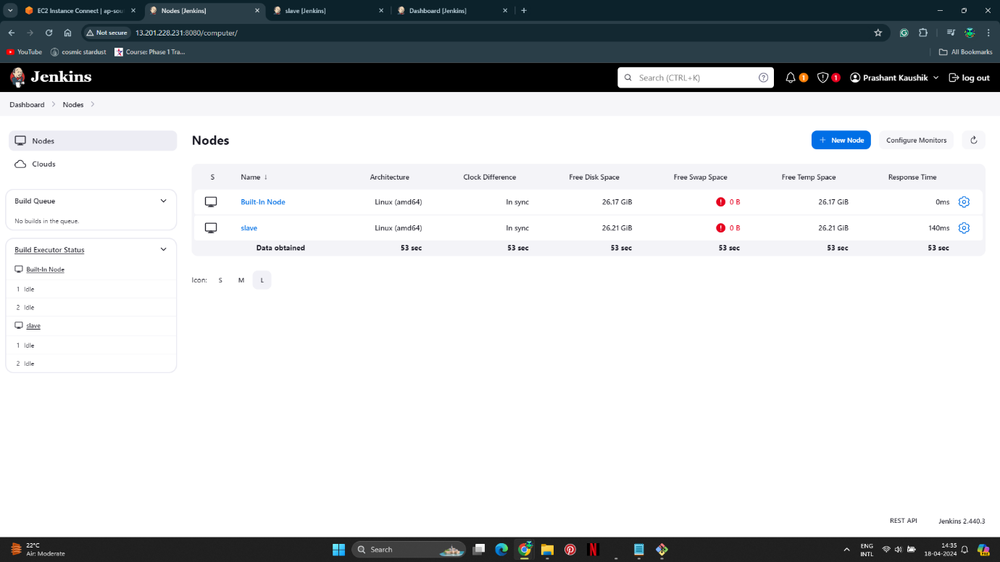 EC2 Instance Connect | ap-sou
Nodes [Jenkins]
slave [Jenkins]
Dashboard [Jenkins]
Not secure
13.201.228.231:8080/computer/
YouTube
cosmic stardust
Course: Phase 1 Tra...
All Bookmarks
Jenkins
Search (CTRL+K)
1
1
Prashant Kaushik
log out
Dashboard
Nodes
Nodes
Clouds
Build Queue
No builds in the queue.
Build Executor Status
Built-In Node
1 Idle
2 Idle
slave
1 Idle
2 Idle
Nodes
+ New Node
Configure Monitors
S Name ↓ Architecture Clock Difference Free Disk Space Free Swap Space Free Temp Space Response Time
Built-In Node Linux (amd64) In sync 26.17 GiB 0 B 26.17 GiB 0ms
slave Linux (amd64) In sync 26.21 GiB 0 B 26.21 GiB 140ms
Data obtained 53 sec 53 sec 53 sec 53 sec 53 sec 53 sec
Icon: S M L
REST API
Jenkins 2.440.3
22°C
Air: Moderate
Search
ENG
INTL
14:35
18-04-2024